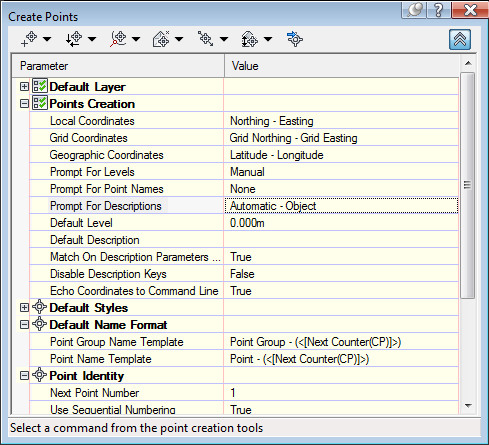 Create Points
Parameter Value
Default Layer
Points Creation
Local Coordinates Northing - Easting
Grid Coordinates Grid Northing - Grid Easting
Geographic Coordinates Latitude - Longitude
Prompt For Levels Manual
Prompt For Point Names None
Prompt For Descriptions Automatic - Object
Default Level 0.000m
Default Description
Match On Description Parameters ... True
Disable Description Keys False
Echo Coordinates to Command Line True
Default Styles
Default Name Format
Point Group Name Template Point Group - (<[Next Counter(CP)]>)
Point Name Template Point - (<[Next Counter(CP)]>)
Point Identity
Next Point Number 1
Use Sequential Numbering True
Select a command from the point creation tools